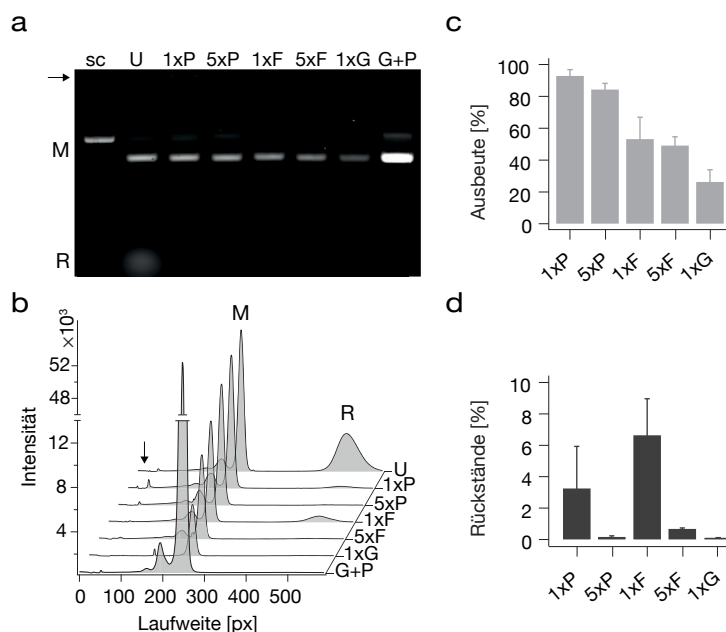 a
sc U 1xP 5xP 1xF 5xF 1xG G+P
M
R
b
×10³
52
48
12
8
4
Intensität
M
R
U
1xP
5xP
1xF
5xF
1xG
G+P
0 100 200 300 400 500
Laufweite [px]
c
100
80
60
40
20
0
Ausbeute [%]
1xP 5xP 1xF 5xF 1xG
d
10
8
6
4
2
0
Rückstände [%]
1xP 5xP 1xF 5xF 1xG